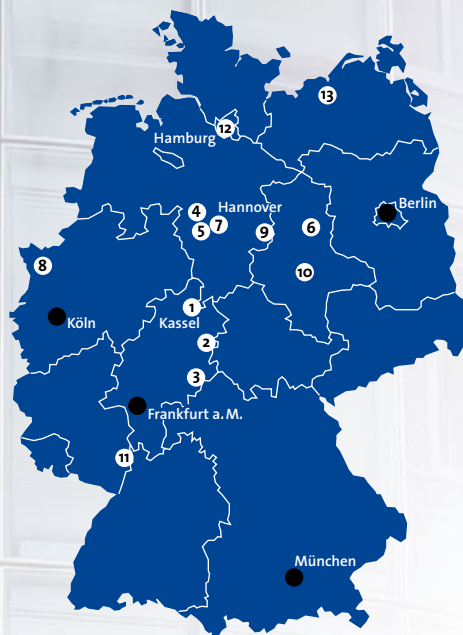 13
12
Hamburg
4
Hannover
Berlin
5
7
9
6
8
10
1
Köln
Kassel
2
3
Frankfurt a. M.
11
München